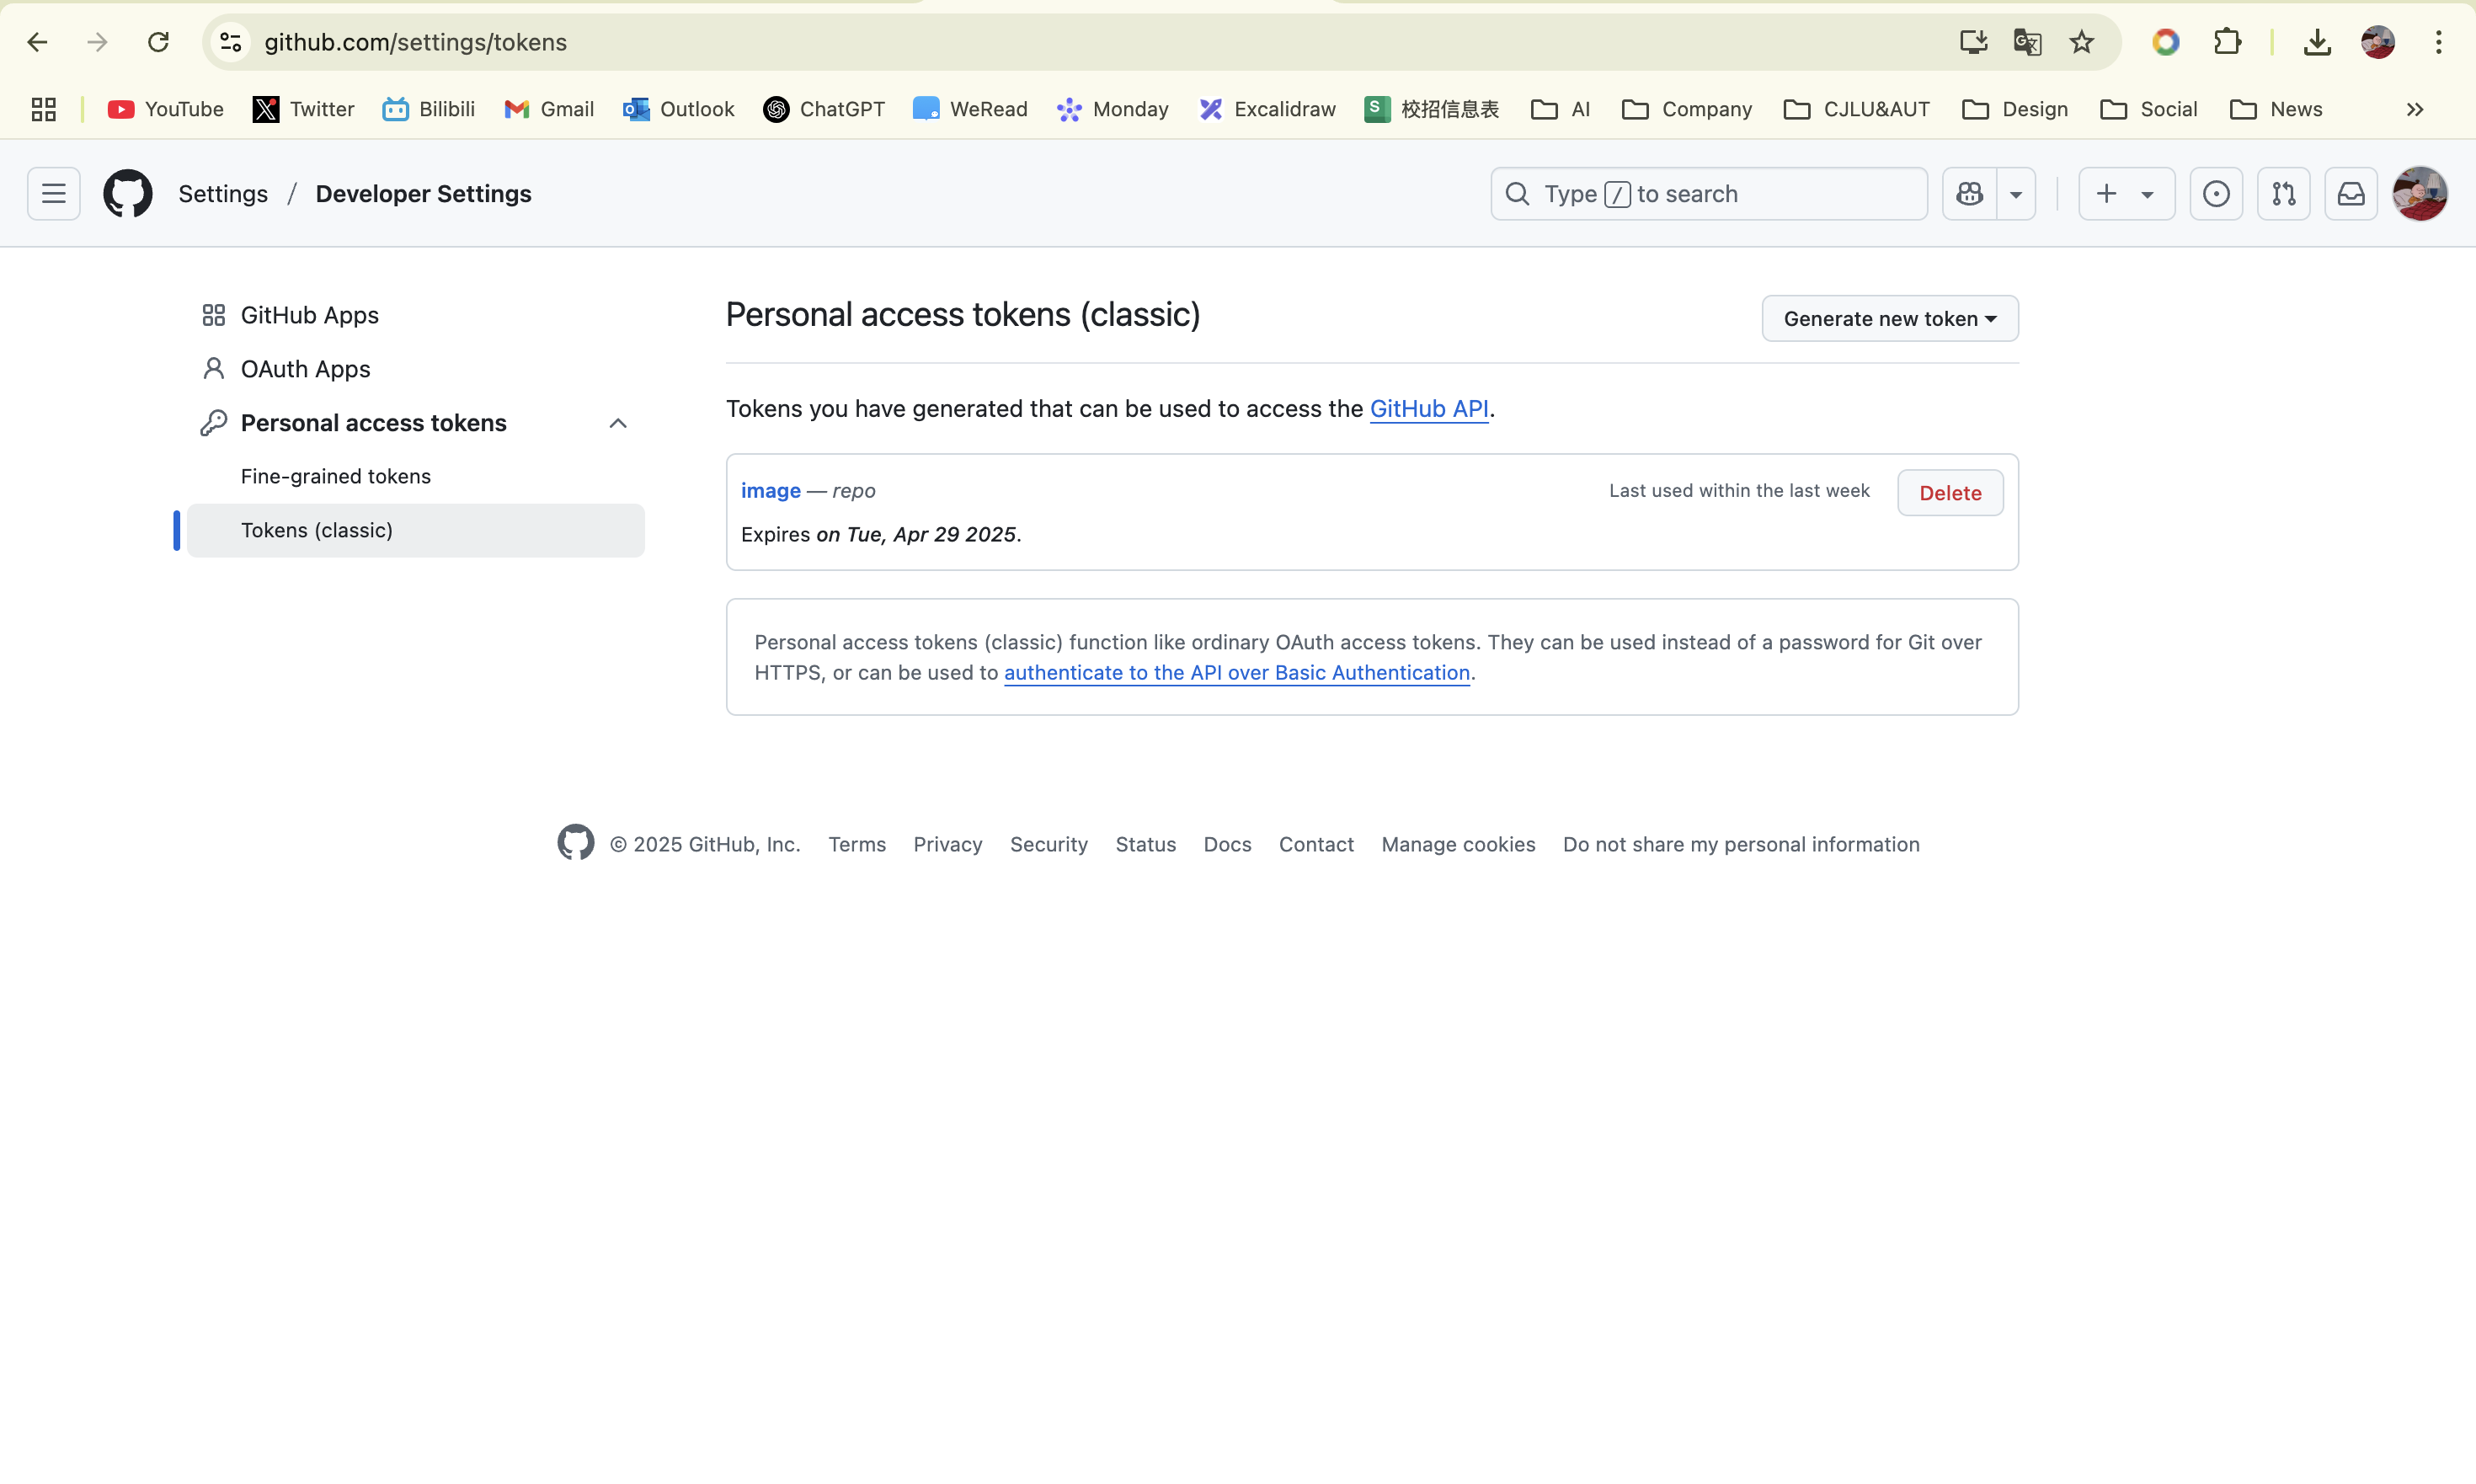 github.com/settings/tokens
YouTube Twitter Bilibili Gmail Outlook ChatGPT WeRead Monday Excalidraw 校招信息表 AI Company CJLU&AUT Design Social News
Settings / Developer Settings
Type / to search
GitHub Apps
OAuth Apps
Personal access tokens
Fine-grained tokens
Tokens (classic)
Personal access tokens (classic)
Generate new token
Tokens you have generated that can be used to access the GitHub API.
image — repo
Last used within the last week
Delete
Expires on Tue, Apr 29 2025.
Personal access tokens (classic) function like ordinary OAuth access tokens. They can be used instead of a password for Git over
HTTPS, or can be used to authenticate to the API over Basic Authentication.
© 2025 GitHub, Inc. Terms Privacy Security Status Docs Contact Manage cookies Do not share my personal information